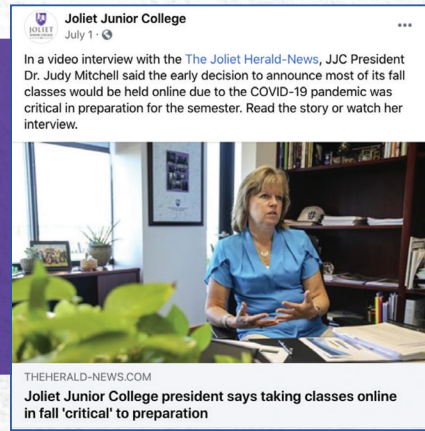 Joliet Junior College
July 1 ·
In a video interview with the The Joliet Herald-News, JJC President
Dr. Judy Mitchell said the early decision to announce most of its fall
classes would be held online due to the COVID-19 pandemic was
critical in preparation for the semester. Read the story or watch her
interview.
THEHERALD-NEWS.COM
Joliet Junior College president says taking classes online
in fall 'critical' to preparation